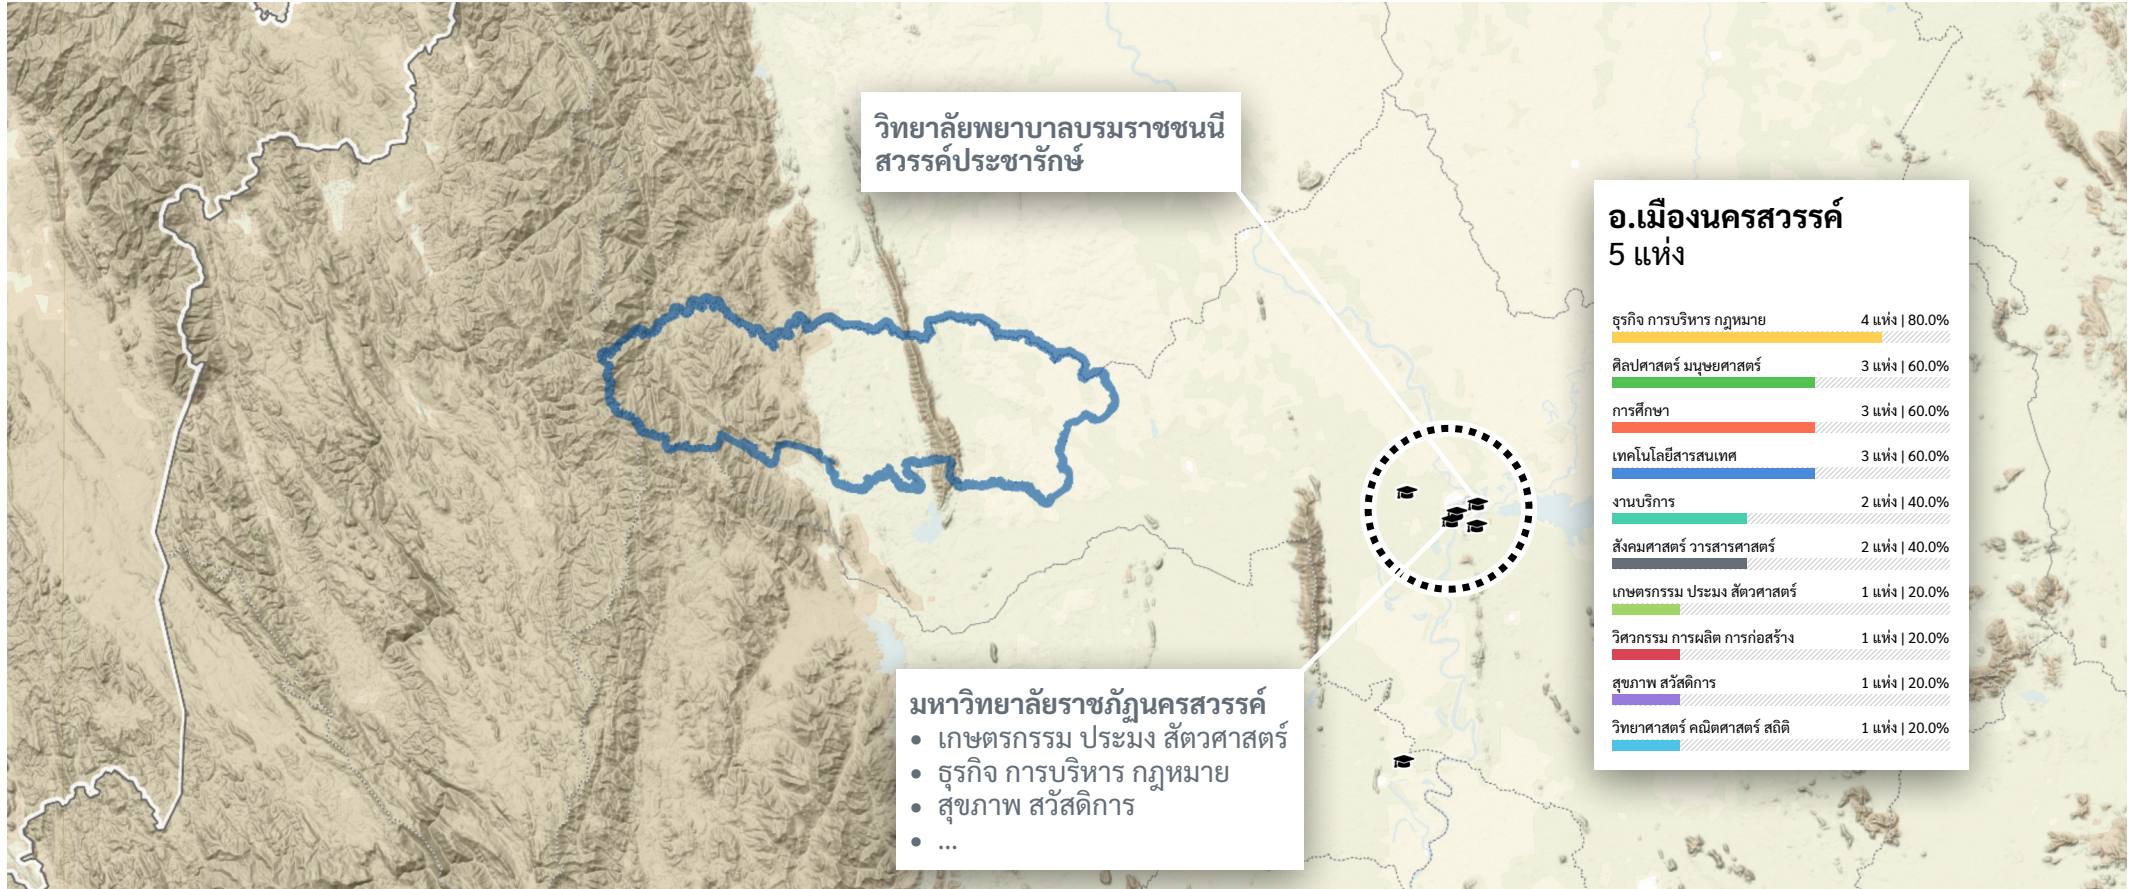 วิทยาลัยพยาบาลบรมราชชนนี
สวรรค์ประชารักษ์
อ.เมืองนครสวรรค์
5 แห่ง
ธุรกิจ การบริหาร กฎหมาย 4 แห่ง | 80.0%
ศิลปศาสตร์ มนุษยศาสตร์ 3 แห่ง | 60.0%
การศึกษา 3 แห่ง | 60.0%
เทคโนโลยีสารสนเทศ 3 แห่ง | 60.0%
งานบริการ 2 แห่ง | 40.0%
สังคมศาสตร์ วารสารศาสตร์ 2 แห่ง | 40.0%
เกษตรกรรม ประมง สัตวศาสตร์ 1 แห่ง | 20.0%
วิศวกรรม การผลิต การก่อสร้าง 1 แห่ง | 20.0%
สุขภาพ สวัสดิการ 1 แห่ง | 20.0%
วิทยาศาสตร์ คณิตศาสตร์ สถิติ 1 แห่ง | 20.0%
มหาวิทยาลัยราชภัฏนครสวรรค์
• เกษตรกรรม ประมง สัตวศาสตร์
• ธุรกิจ การบริหาร กฎหมาย
• สุขภาพ สวัสดิการ
• ...